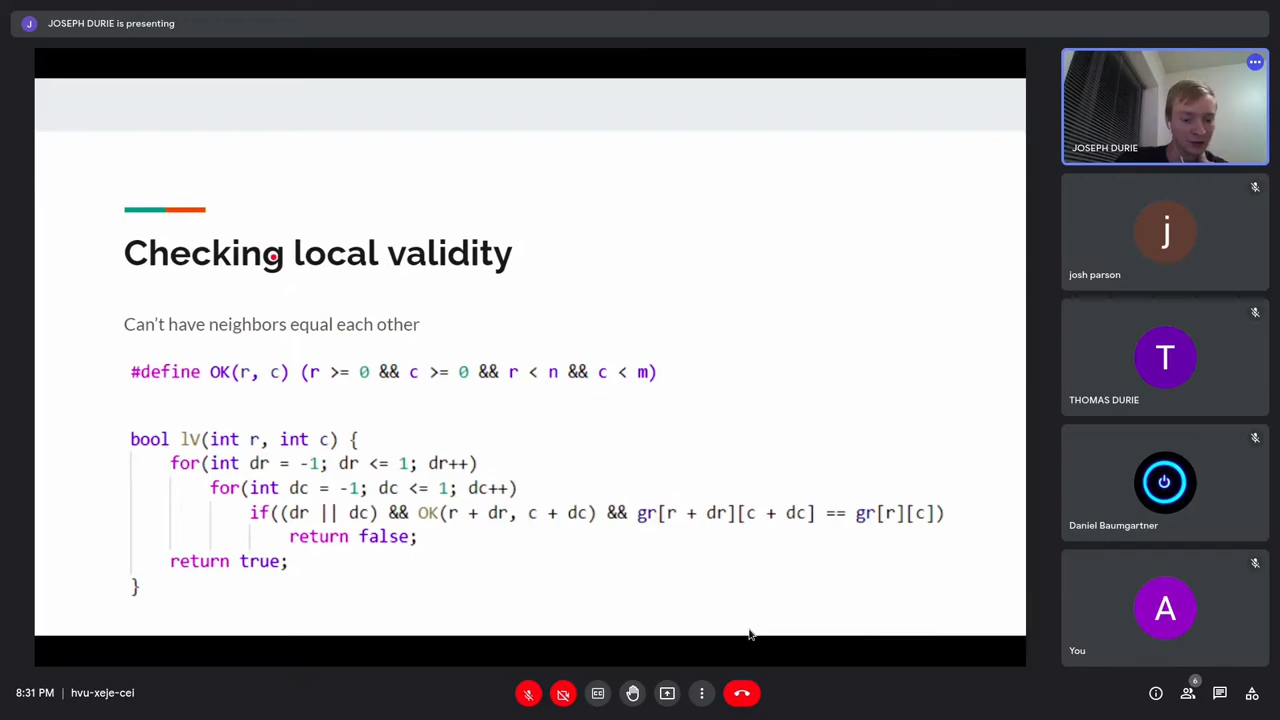 J
JOSEPH DURIE is presenting
Checking local validity
Can't have neighbors equal each other
#define OK(r, c) (r >= 0 && c >= 0 && r < n && c < m)
bool lV(int r, int c) {
for(int dr = -1; dr <= 1; dr++)
for(int dc = -1; dc <= 1; dc++)
if((dr || dc) && OK(r + dr, c + dc) && gr[r + dr][c + dc] == gr[r][c])
return false;
return true;
}
JOSEPH DURIE
j
josh parson
T
THOMAS DURIE
Daniel Baumgartner
A
You
8:31 PM | hvu-xeje-cei
6